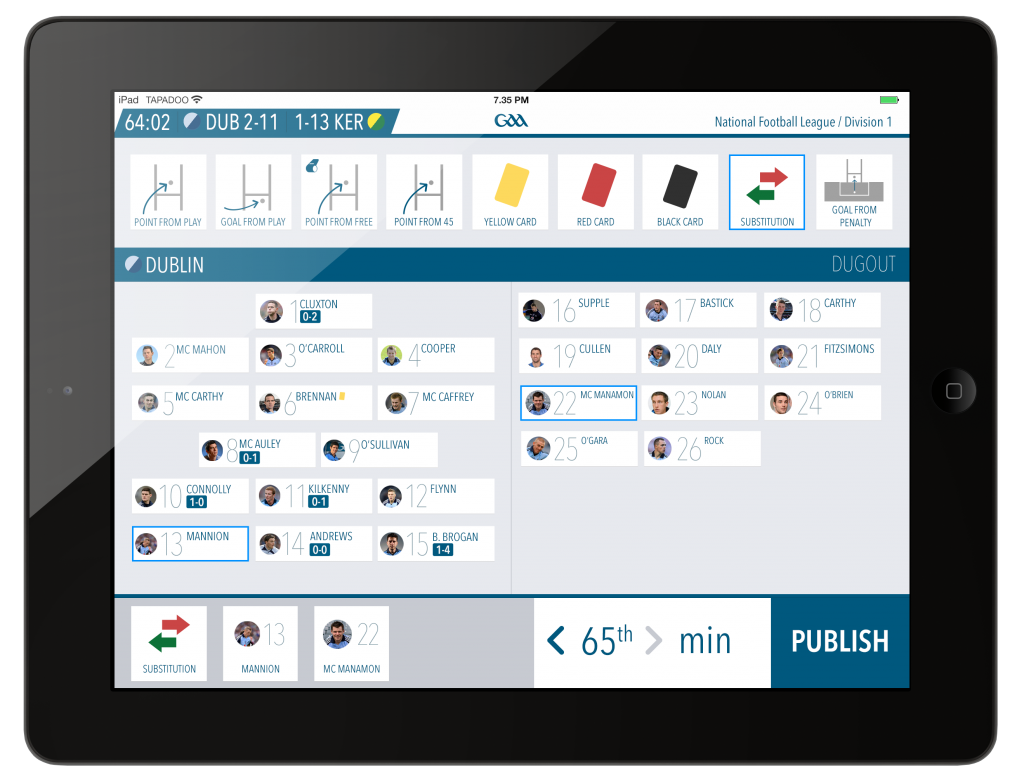 iPad TAPADOO 7.35 PM
64:02 DUB 2-11 1-13 KER GAA National Football League / Division 1
POINT FROM PLAY
GOAL FROM PLAY
POINT FROM FREE
POINT FROM 45
YELLOW CARD
RED CARD
BLACK CARD
SUBSTITUTION
GOAL FROM
PENALTY
DUBLIN
DUGOUT
1 CLUXTON
0-2
2 MC MAHON
3 O'CARROLL
4 COOPER
5 MC CARTHY
6 BRENNAN
7 MC CAFFREY
8 MC AULEY
0-1
9 O'SULLIVAN
10 CONNOLLY
1-0
11 KILKENNY
0-1
12 FLYNN
13 MANNION
14 ANDREWS
0-0
15 B. BROGAN
1-4
16 SUPPLE
17 BASTICK
18 CARTHY
19 CULLEN
20 DALY
21 FITZSIMONS
22 MC MANAMON
23 NOLAN
24 O'BRIEN
25 O'GARA
26 ROCK
SUBSTITUTION
13
MANNION
22
MC MANAMON
< 65th > min
PUBLISH